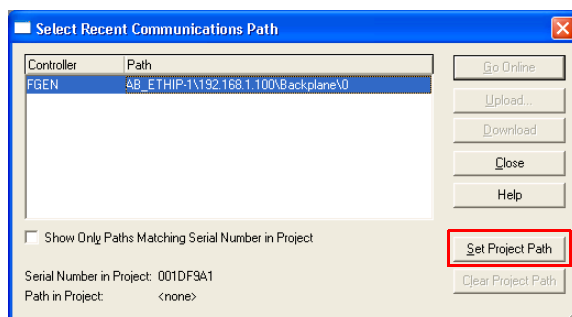 Select Recent Communications Path
Controller Path
FGEN AB_ETHIP-1\192.168.1.100\Backplane\0
Go Online
Upload...
Download
Close
Help
Show Only Paths Matching Serial Number in Project
Set Project Path
Serial Number in Project: 001DF9A1
Clear Project Path
Path in Project: <none>